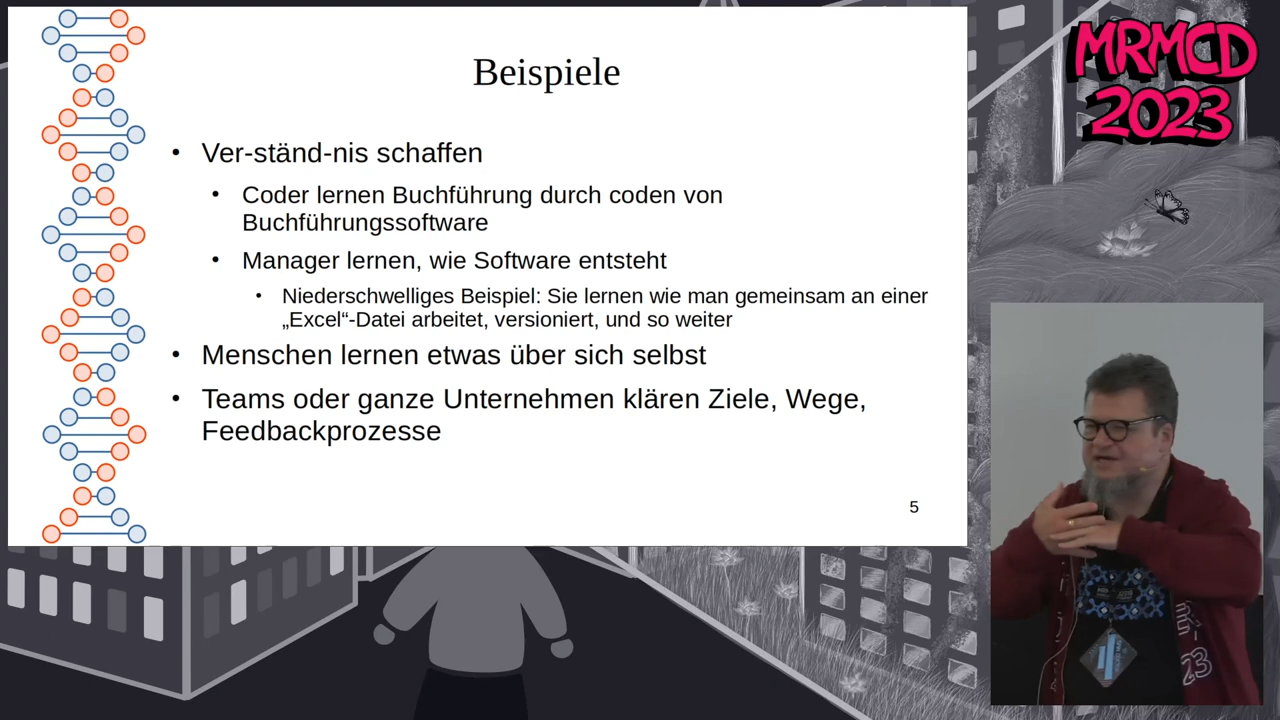 Beispiele
• Ver-ständ-nis schaffen
• Coder lernen Buchführung durch coden von
Buchführungssoftware
• Manager lernen, wie Software entsteht
• Niederschwelliges Beispiel: Sie lernen wie man gemeinsam an einer
„Excel“-Datei arbeitet, versioniert, und so weiter
• Menschen lernen etwas über sich selbst
• Teams oder ganze Unternehmen klären Ziele, Wege,
Feedbackprozesse
5
MRMCD
2023
23